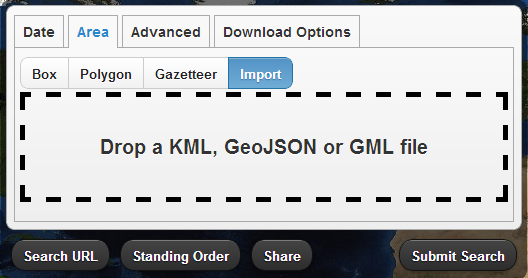 Date Area Advanced Download Options
Box Polygon Gazetteer Import
Drop a KML, GeoJSON or GML file
Search URL Standing Order Share Submit Search